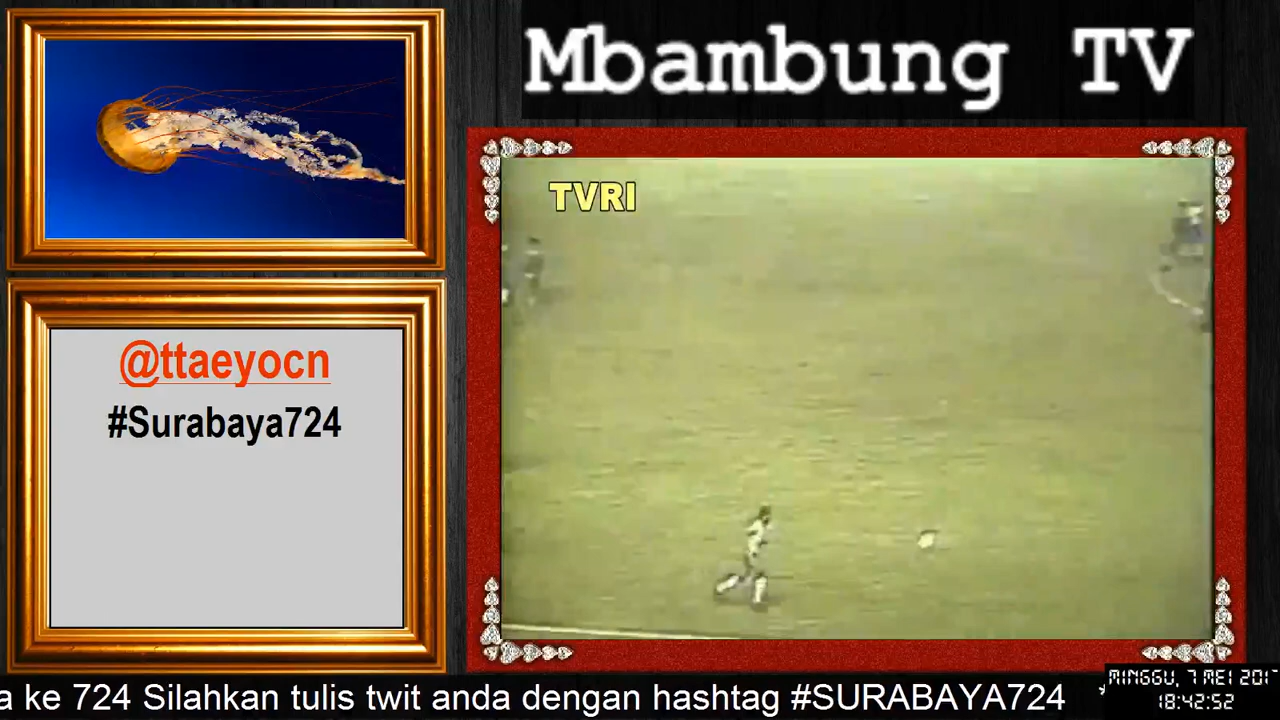 Mbambung TV
TVRI
@ttaeyocn
#Surabaya724
a ke 724 Silahkan tulis twit anda dengan hashtag #SURABAYA724
MINGGU, 7 MEI 201
18:42:52